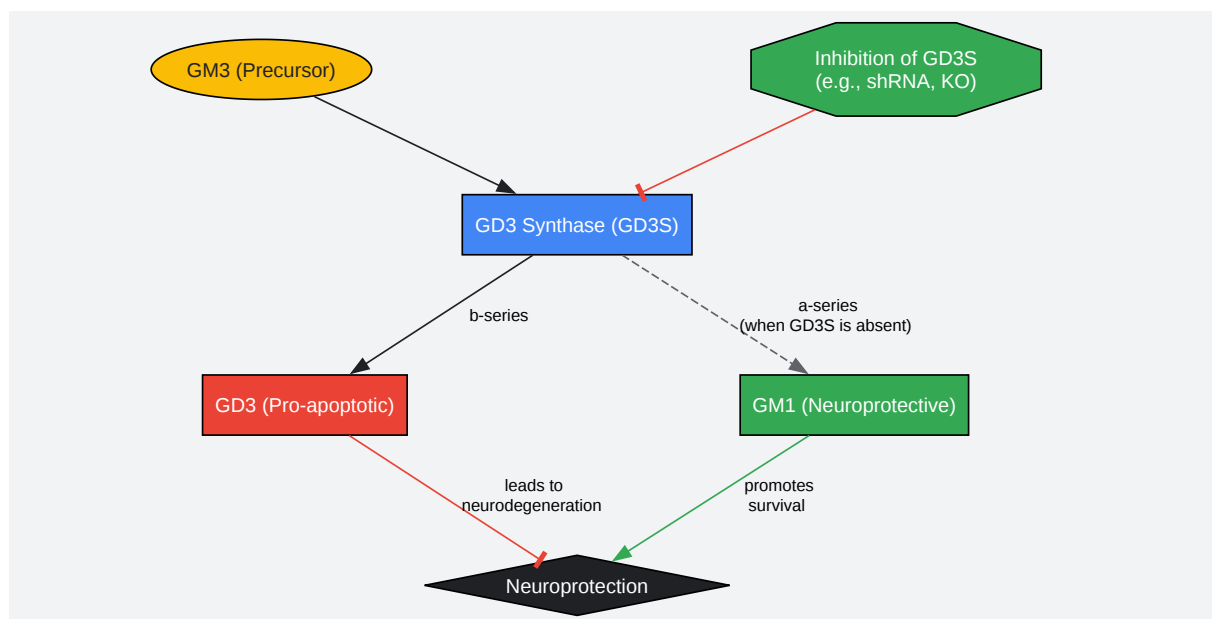 GM3 (Precursor)
Inhibition of GD3S
(e.g., shRNA, KO)
GD3 Synthase (GD3S)
b-series
a-series
(when GD3S is absent)
GD3 (Pro-apoptotic)
GM1 (Neuroprotective)
leads to
neurodegeneration
promotes
survival
Neuroprotection